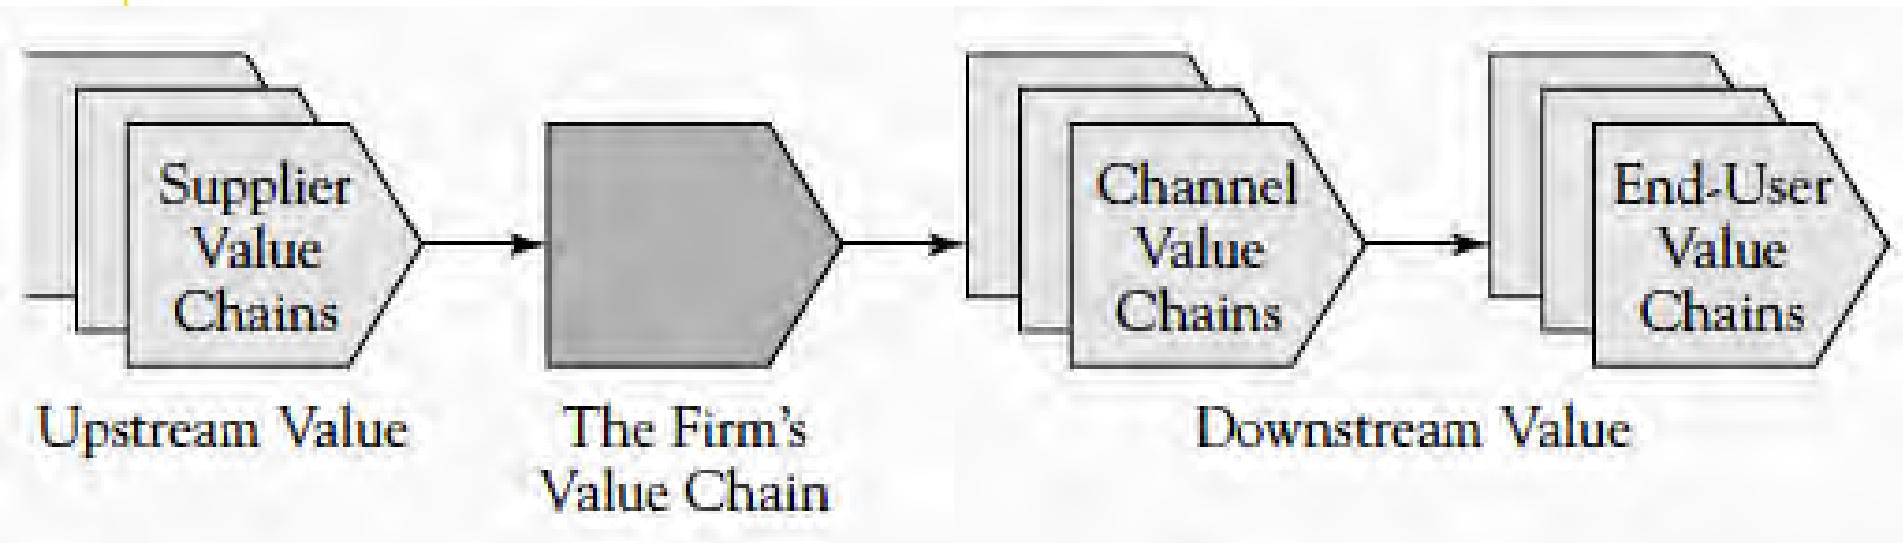 Supplier
Value
Chains
Channel
Value
Chains
End-User
Value
Chains
Upstream Value
The Firm's
Value Chain
Downstream Value